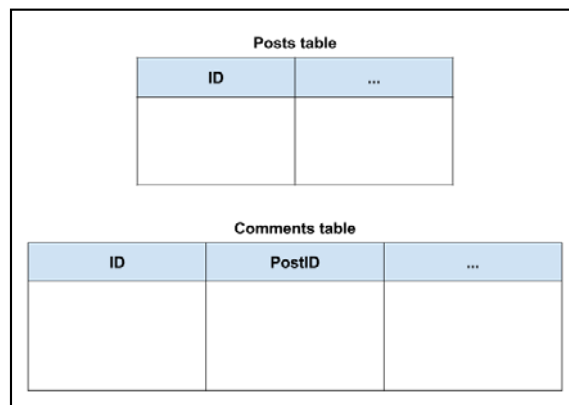 Posts table
ID ...
Comments table
ID PostID ...